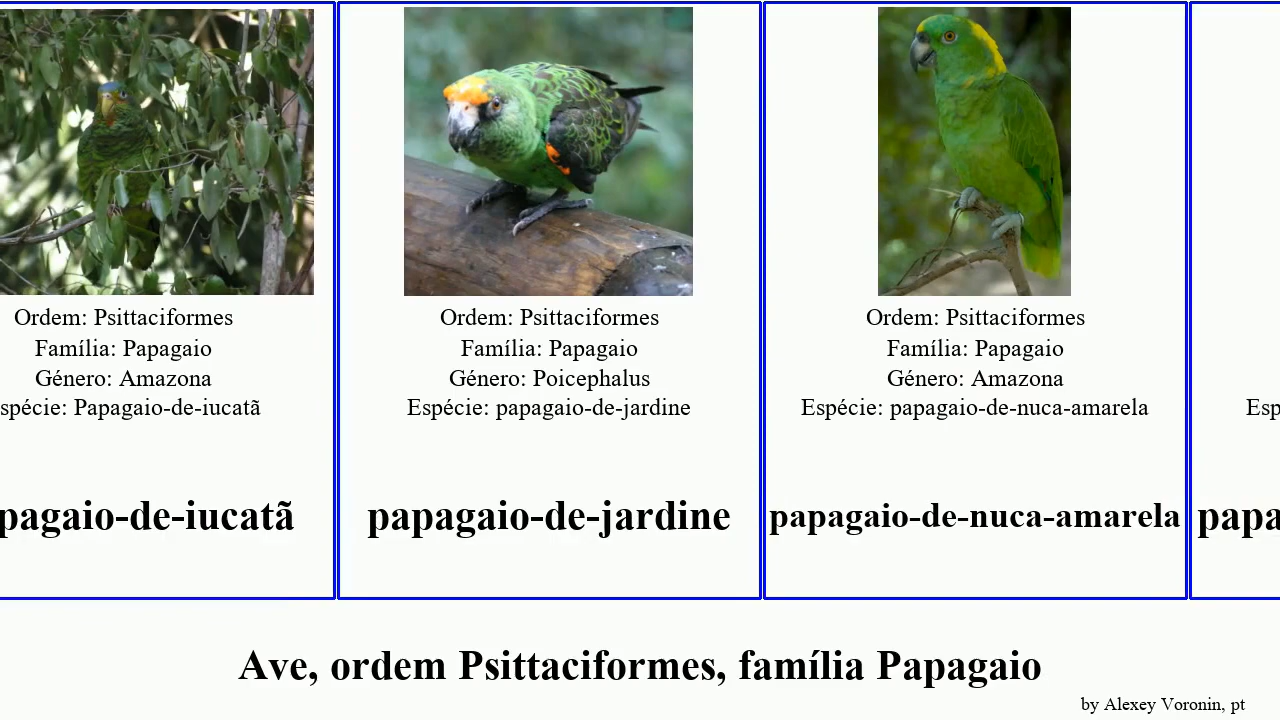 Ordem: Psittaciformes
Família: Papagaio
Género: Amazona
spécie: Papagaio-de-iucatã
pagaio-de-iucatã
Ordem: Psittaciformes
Família: Papagaio
Género: Poicephalus
Espécie: papagaio-de-jardine
papagaio-de-jardine
Ordem: Psittaciformes
Família: Papagaio
Género: Amazona
Espécie: papagaio-de-nuca-amarela
papagaio-de-nuca-amarela
Esp
papa
Ave, ordem Psittaciformes, família Papagaio
by Alexey Voronin, pt